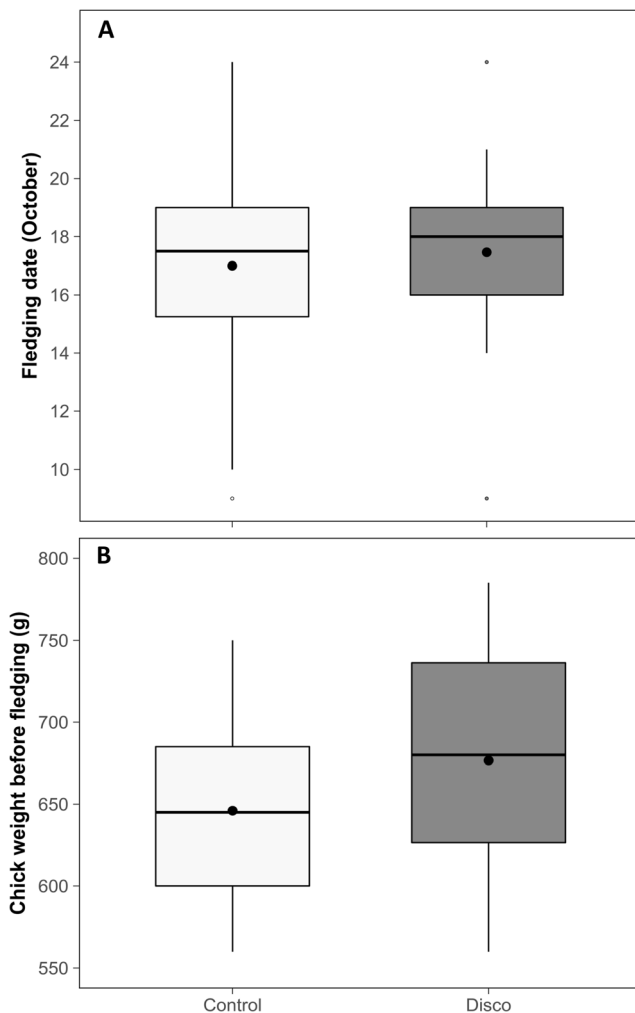 A
Fledging date (October)
24
22
20
18
16
14
12
10
B
Chick weight before fledging (g)
800
750
700
650
600
550
Control
Disco